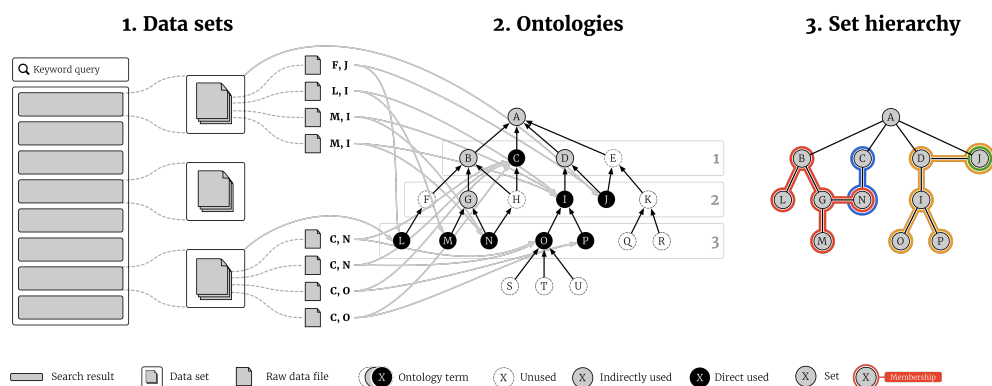 1. Data sets
2. Ontologies
3. Set hierarchy
Keyword query
F, J
L, I
M, I
M, I
C, N
C, N
C, O
C, O
A
B C D E 1
F G H I J K 2
L M N O P Q R 3
S T U
A
B C D J
L G N I
M O P
Search result
Data set
Raw data file
X Ontology term
X Unused
X Indirectly used
X Direct used
X Set
X Membership